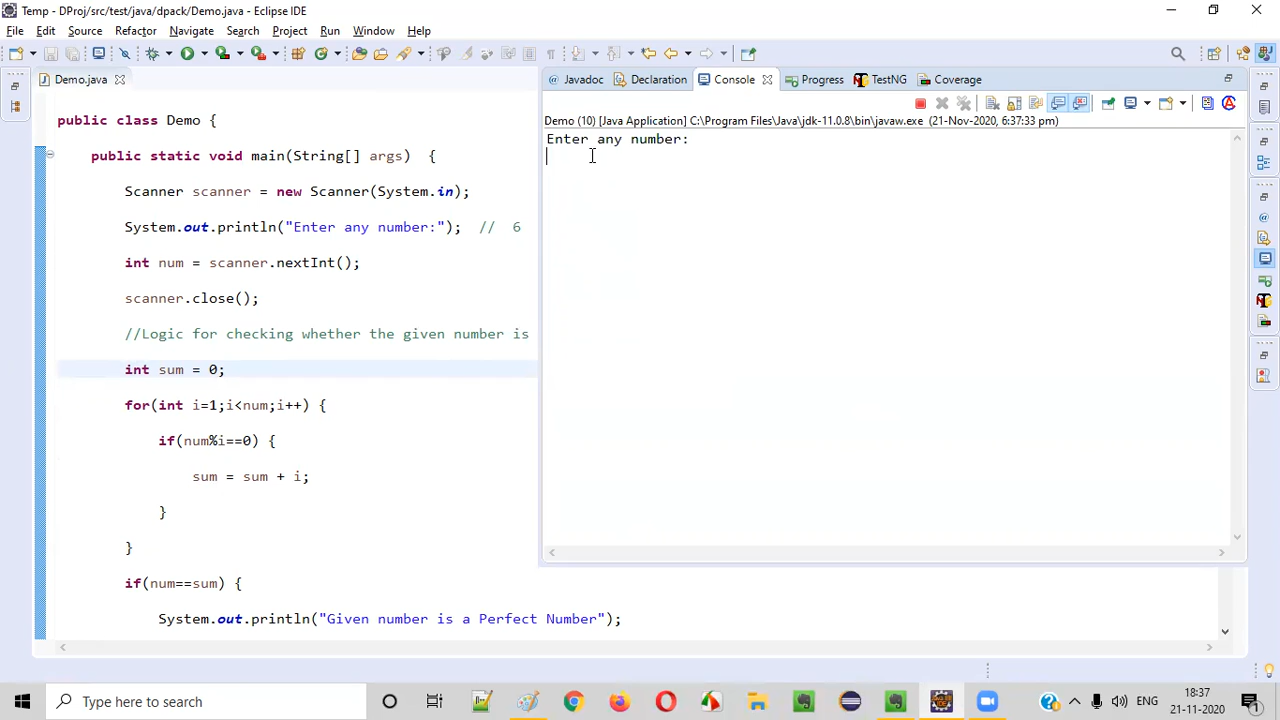 Temp - DProj/src/test/java/dpack/Demo.java - Eclipse IDE
File Edit Source Refactor Navigate Search Project Run Window Help
Demo.java
Javadoc Declaration Console Progress TestNG Coverage
Demo (10) [Java Application] C:\Program Files\Java\jdk-11.0.8\bin\javaw.exe (21-Nov-2020, 6:37:33 pm)
Enter any number:
public class Demo {
public static void main(String[] args) {
Scanner scanner = new Scanner(System.in);
System.out.println("Enter any number:"); // 6
int num = scanner.nextInt();
scanner.close();
//Logic for checking whether the given number is
int sum = 0;
for(int i=1;i<num;i++) {
if(num%i==0) {
sum = sum + i;
}
}
if(num==sum) {
System.out.println("Given number is a Perfect Number");
Type here to search
18:37
21-11-2020